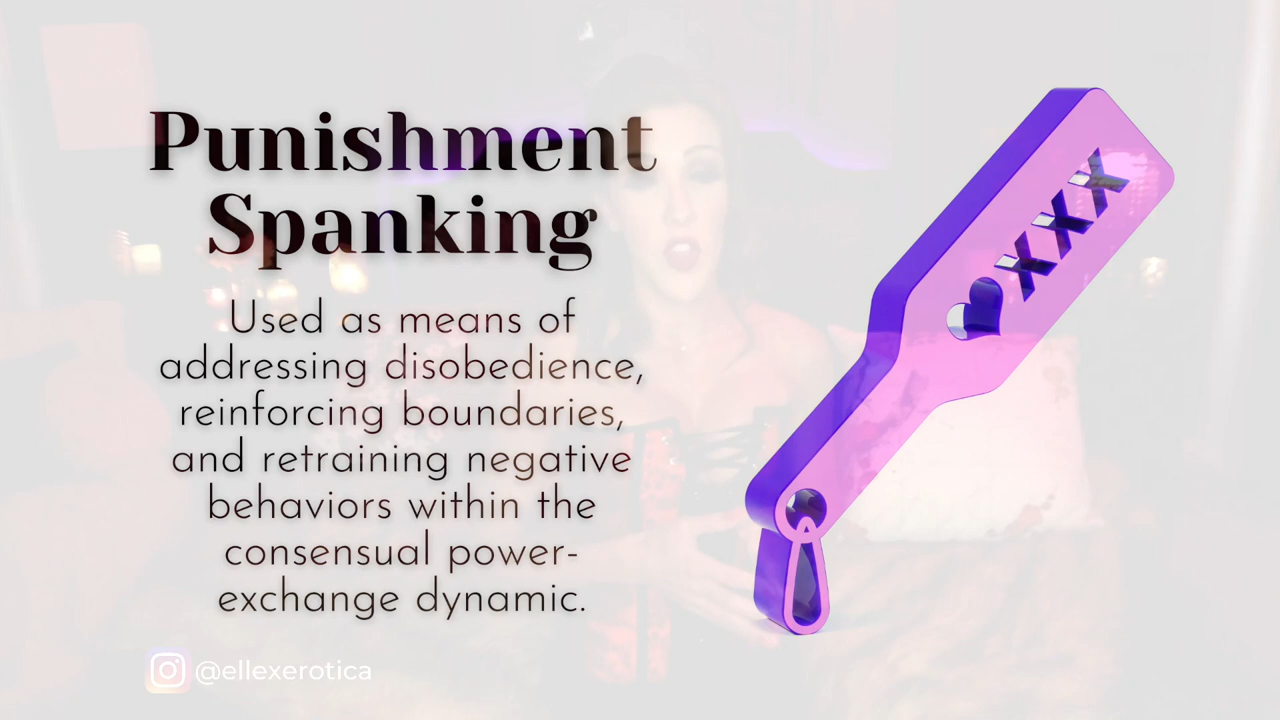 Punishment
Spanking
Used as means of
addressing disobedience,
reinforcing boundaries,
and retraining negative
behaviors within the
consensual power-
exchange dynamic.
@ellexerotica
XXX